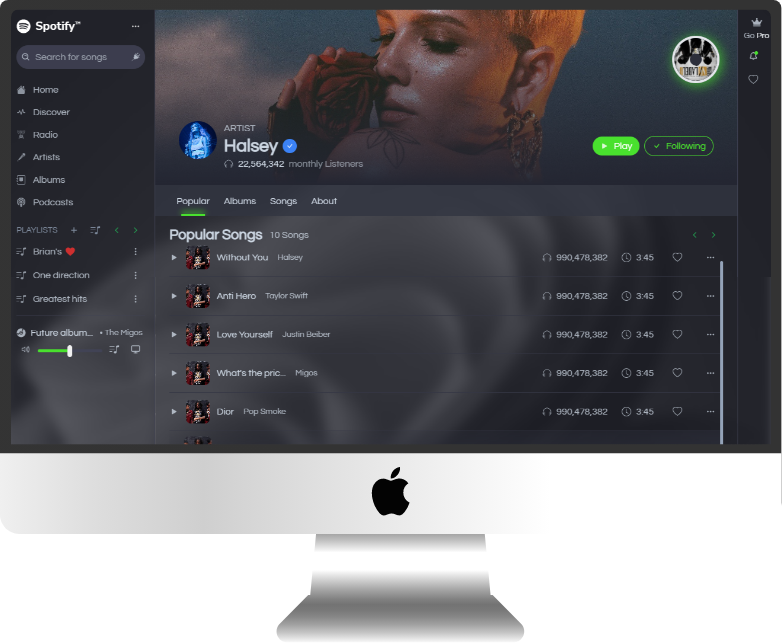 Spotify™
Search for songs
Home
Discover
Radio
Artists
Albums
Podcasts
PLAYLISTS
Brian's ❤️
One direction
Greatest hits
Future album... • The Migos
ARTIST
Halsey
22,564,342 monthly Listeners
Play
Following
Go Pro
Popular Albums Songs About
Popular Songs 10 Songs
Without You Halsey 990,478,382 3:45
Anti Hero Taylor Swift 990,478,382 3:45
Love Yourself Justin Beiber 990,478,382 3:45
What's the pric... Migos 990,478,382 3:45
Dior Pop Smoke 990,478,382 3:45